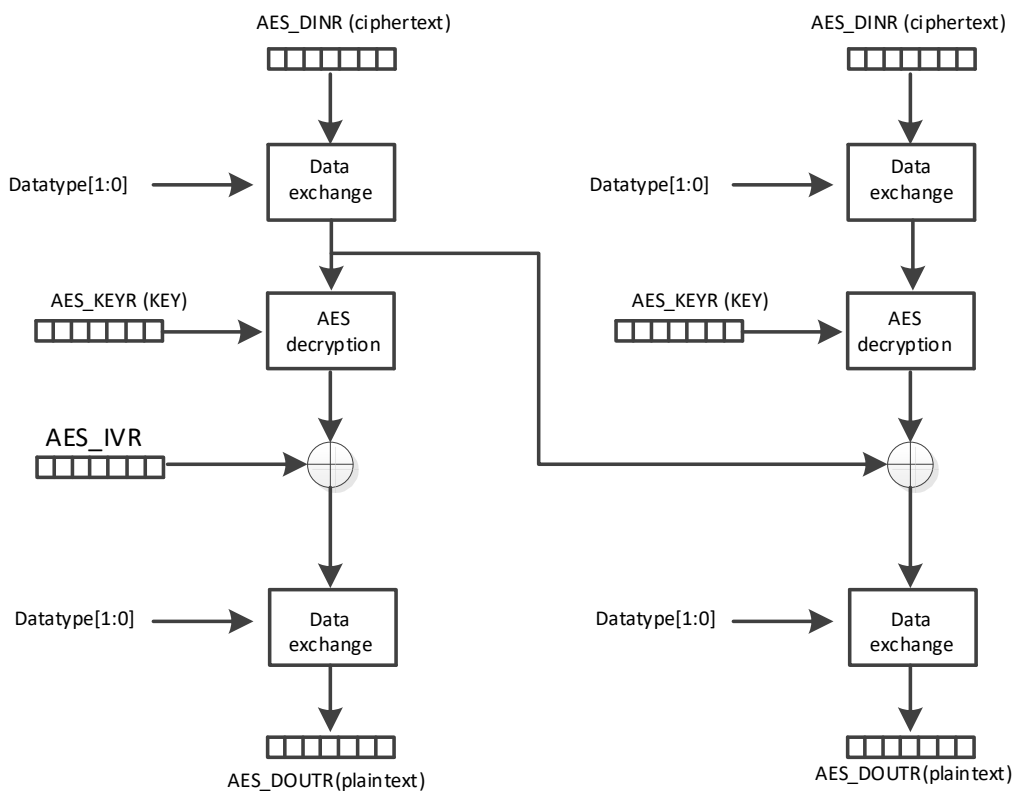 AES_DINR (ciphertext)
AES_DINR (ciphertext)
Data
exchange
Datatype[1:0]
Data
exchange
Datatype[1:0]
AES_KEYR (KEY)
AES
decryption
AES_KEYR (KEY)
AES
decryption
AES_IVR
Datatype[1:0]
Data
exchange
Datatype[1:0]
Data
exchange
AES_DOUTR(plaintext)
AES_DOUTR(plaintext)